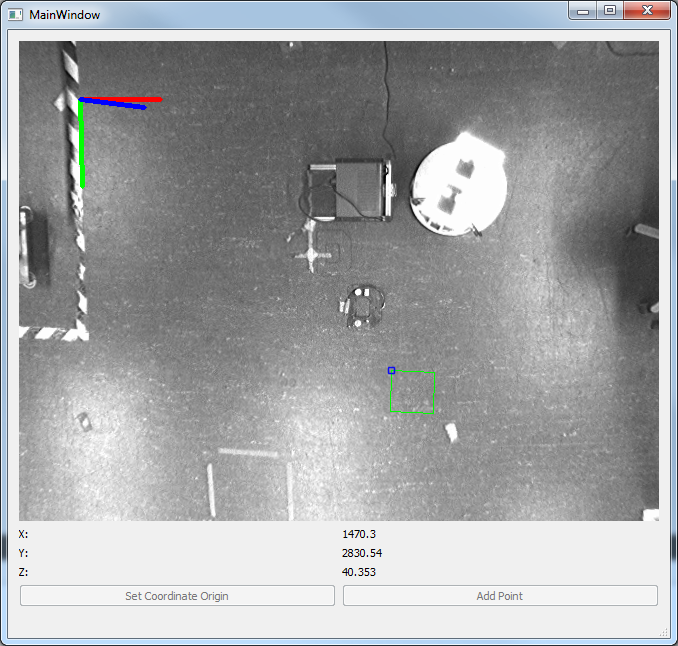 MainWindow
X: 1470.3
Y: 2830.54
Z: 40.353
Set Coordinate Origin Add Point